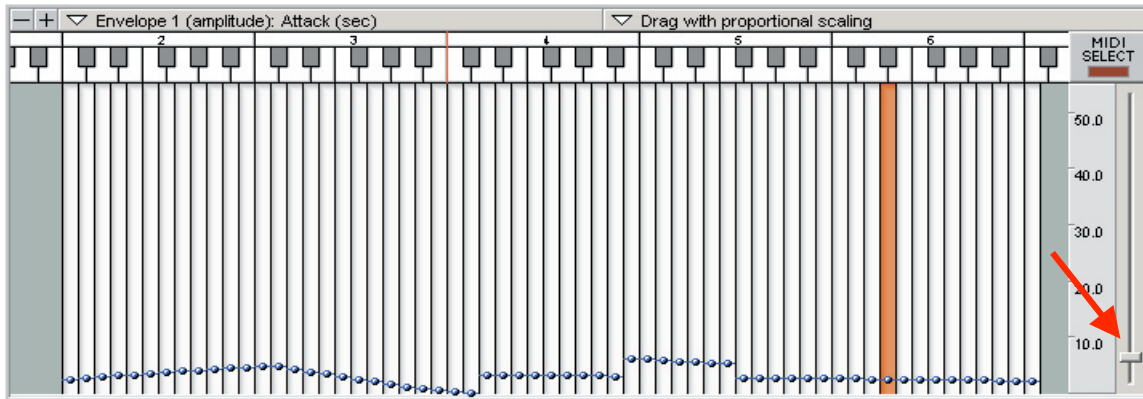 − + ▽ Envelope 1 (amplitude): Attack (sec) ▽ Drag with proportional scaling
2 3 4 5 6
MIDI
SELECT
50.0
40.0
30.0
20.0
10.0